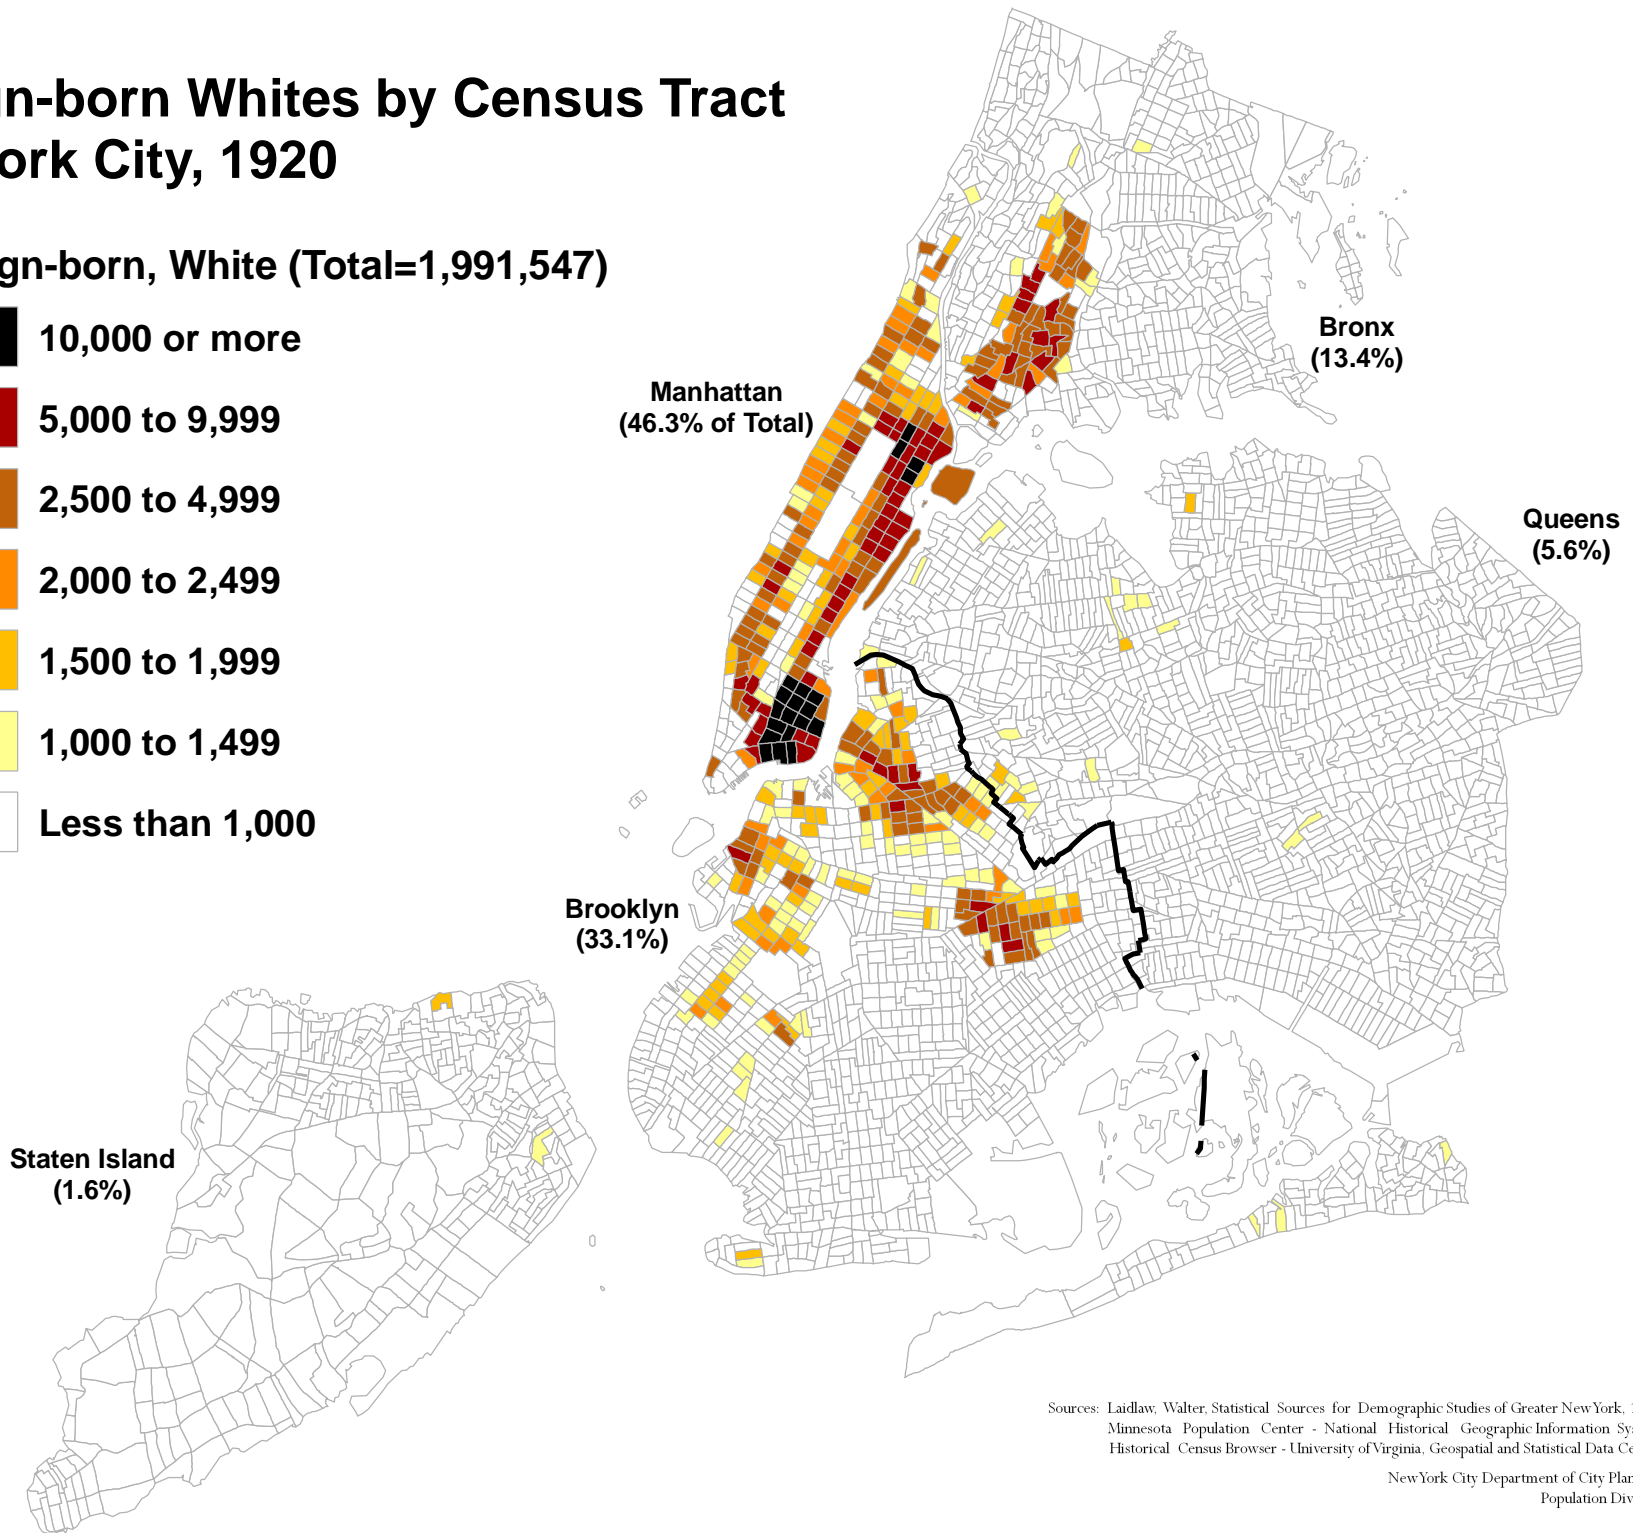 gn-born Whites by Census Tract
ork City, 1920
gn-born, White (Total=1,991,547)
10,000 or more
5,000 to 9,999
2,500 to 4,999
2,000 to 2,499
1,500 to 1,999
1,000 to 1,499
Less than 1,000
Bronx
(13.4%)
Manhattan
(46.3% of Total)
Queens
(5.6%)
Brooklyn
(33.1%)
Staten Island
(1.6%)
Sources: Laidlaw, Walter, Statistical Sources for Demographic Studies of Greater New York,
Minnesota Population Center - National Historical Geographic Information Sys
Historical Census Browser - University of Virginia, Geospatial and Statistical Data Ce
New York City Department of City Plan
Population Div